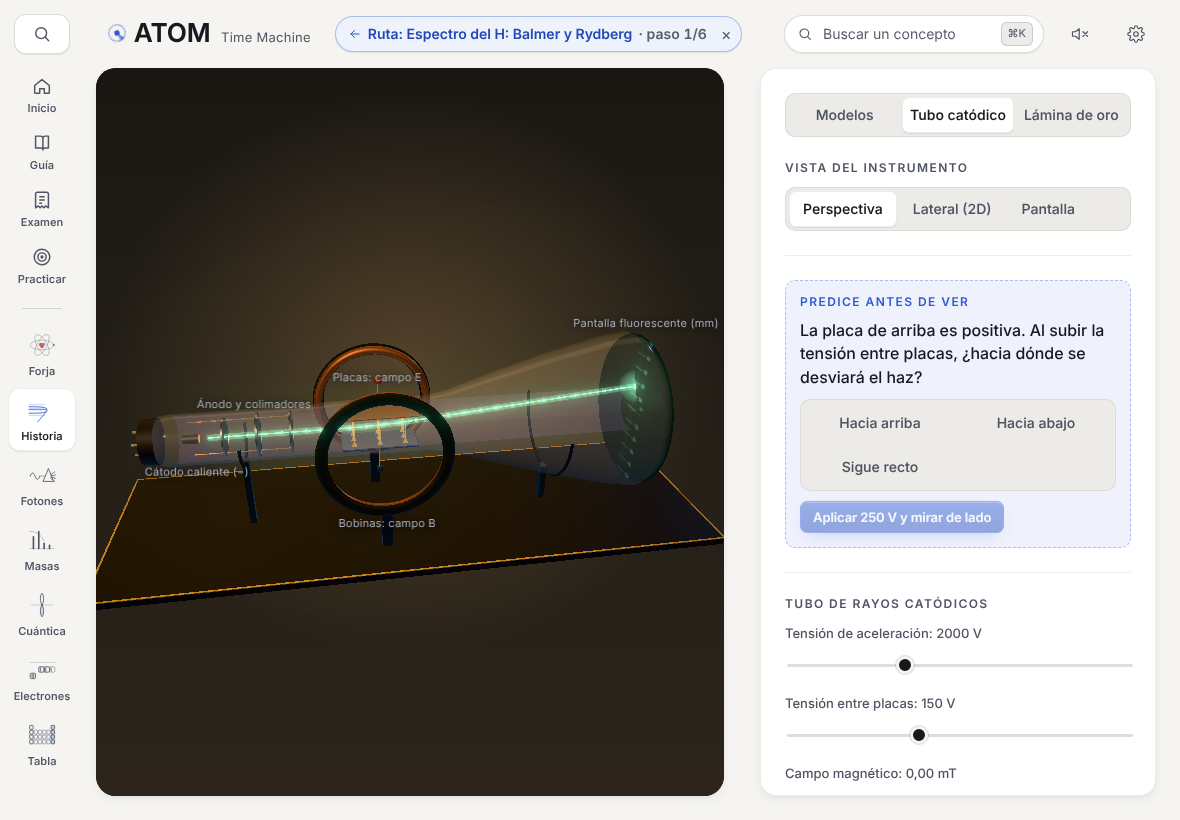 ATOM Time Machine
← Ruta: Espectro del H: Balmer y Rydberg · paso 1/6 ×
Buscar un concepto ⌘K
Inicio
Guía
Examen
Practicar
Forja
Historia
Fotones
Masas
Cuántica
Electrones
Tabla
Pantalla fluorescente (mm)
Placas: campo E
Ánodo y colimadores
Cátodo caliente (−)
Bobinas: campo B
Modelos Tubo catódico Lámina de oro
VISTA DEL INSTRUMENTO
Perspectiva Lateral (2D) Pantalla
PREDICE ANTES DE VER
La placa de arriba es positiva. Al subir la
tensión entre placas, ¿hacia dónde se
desviará el haz?
Hacia arriba Hacia abajo
Sigue recto
Aplicar 250 V y mirar de lado
TUBO DE RAYOS CATÓDICOS
Tensión de aceleración: 2000 V
Tensión entre placas: 150 V
Campo magnético: 0,00 mT